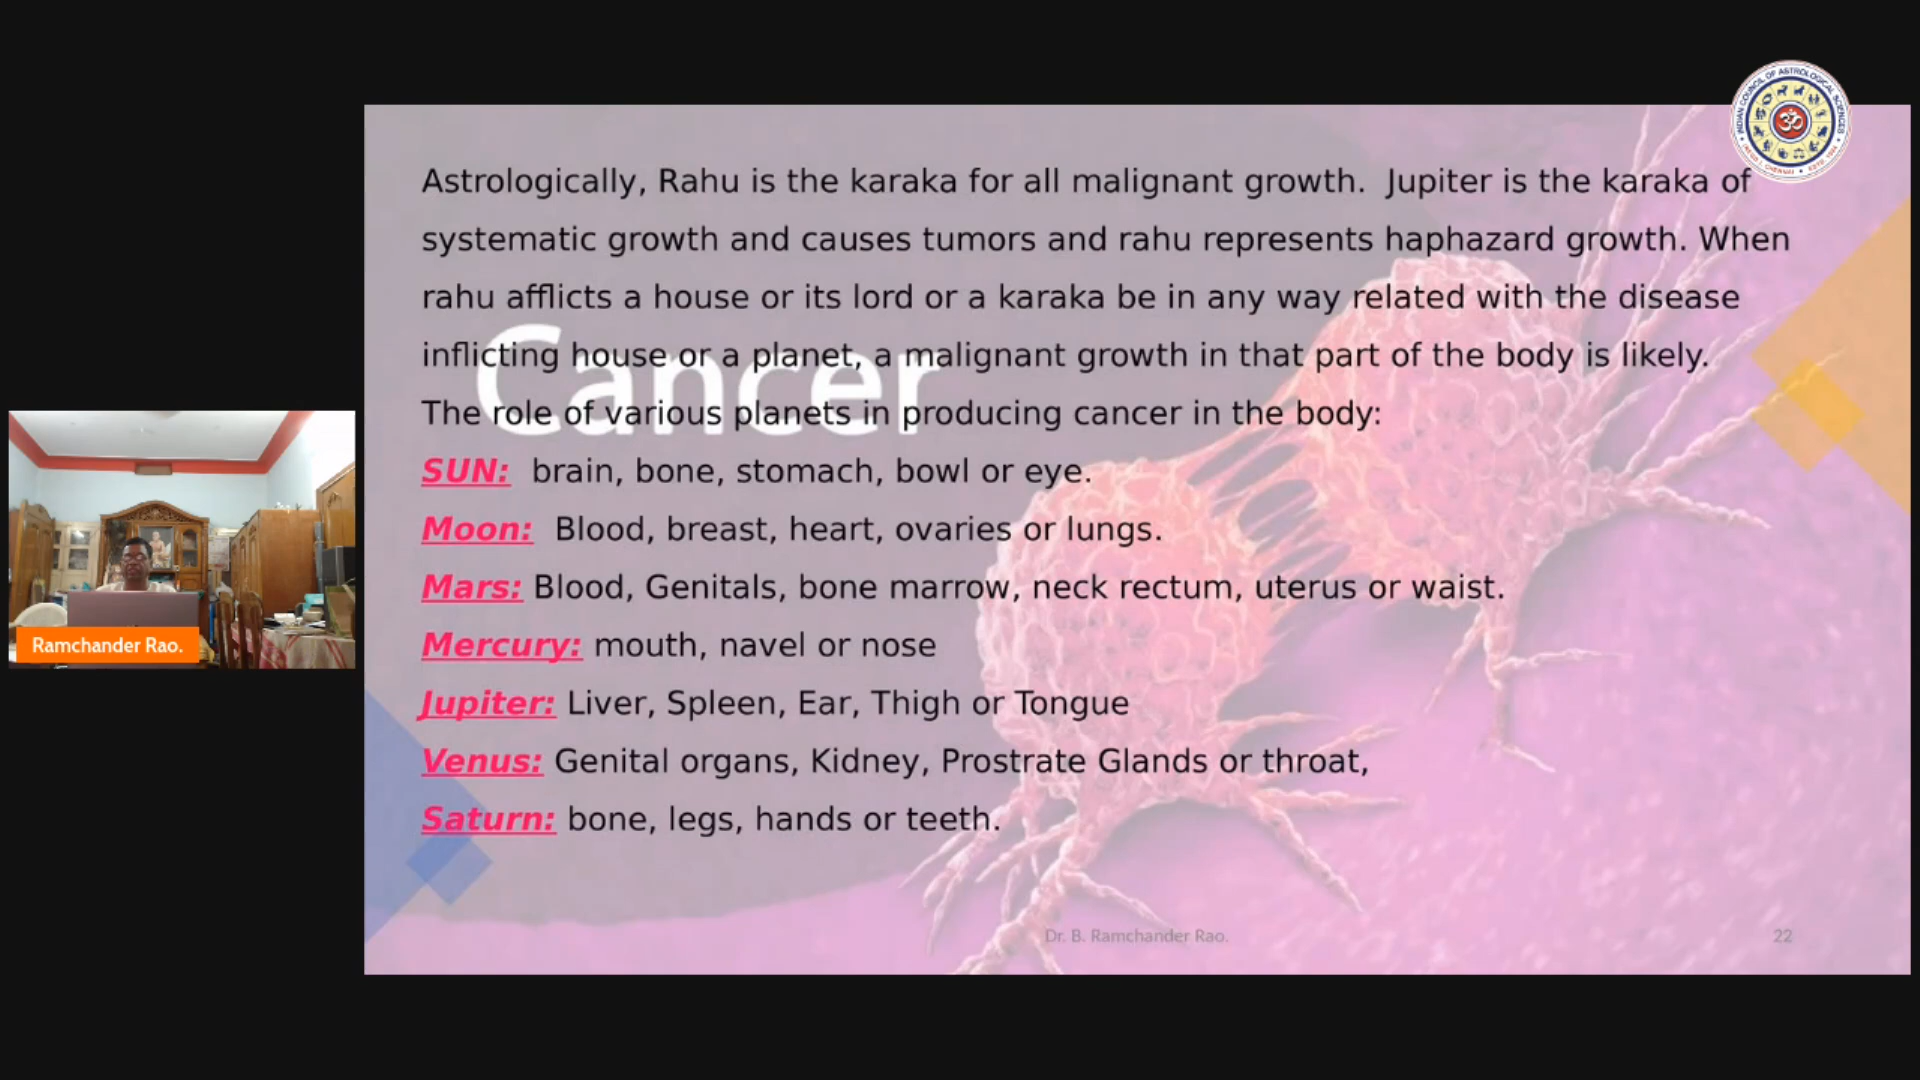 Astrologically, Rahu is the karaka for all malignant growth. Jupiter is the karaka of
systematic growth and causes tumors and rahu represents haphazard growth. When
rahu afflicts a house or its lord or a karaka be in any way related with the disease
inflicting house or a planet, a malignant growth in that part of the body is likely.
Cancer
The role of various planets in producing cancer in the body:
SUN: brain, bone, stomach, bowl or eye.
Moon: Blood, breast, heart, ovaries or lungs.
Mars: Blood, Genitals, bone marrow, neck rectum, uterus or waist.
Mercury: mouth, navel or nose
Jupiter: Liver, Spleen, Ear, Thigh or Tongue
Venus: Genital organs, Kidney, Prostrate Glands or throat,
Saturn: bone, legs, hands or teeth.
Dr. B. Ramchander Rao.
22
Ramchander Rao.
INDIAN COUNCIL OF ASTROLOGICAL SCIENCES
ॐ